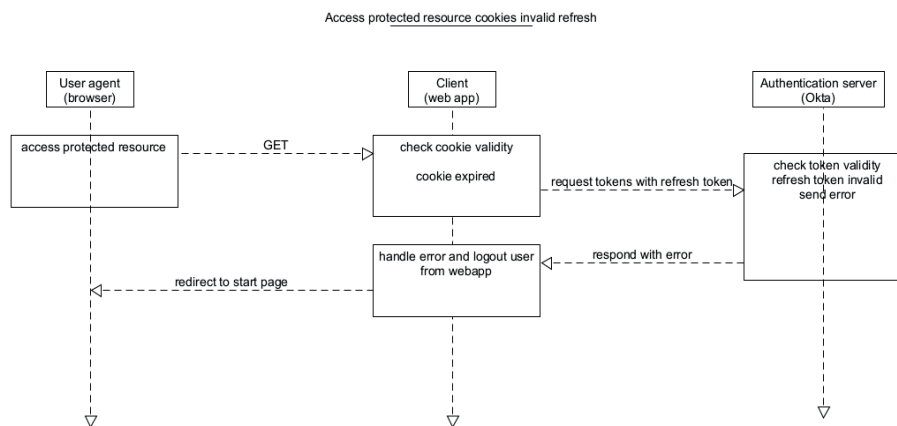 Access protected resource cookies invalid refresh
User agent
(browser)
Client
(web app)
Authentication server
(Okta)
access protected resource
GET
check cookie validity
cookie expired
request tokens with refresh token
check token validity
refresh token invalid
send error
handle error and logout user
from webapp
respond with error
redirect to start page